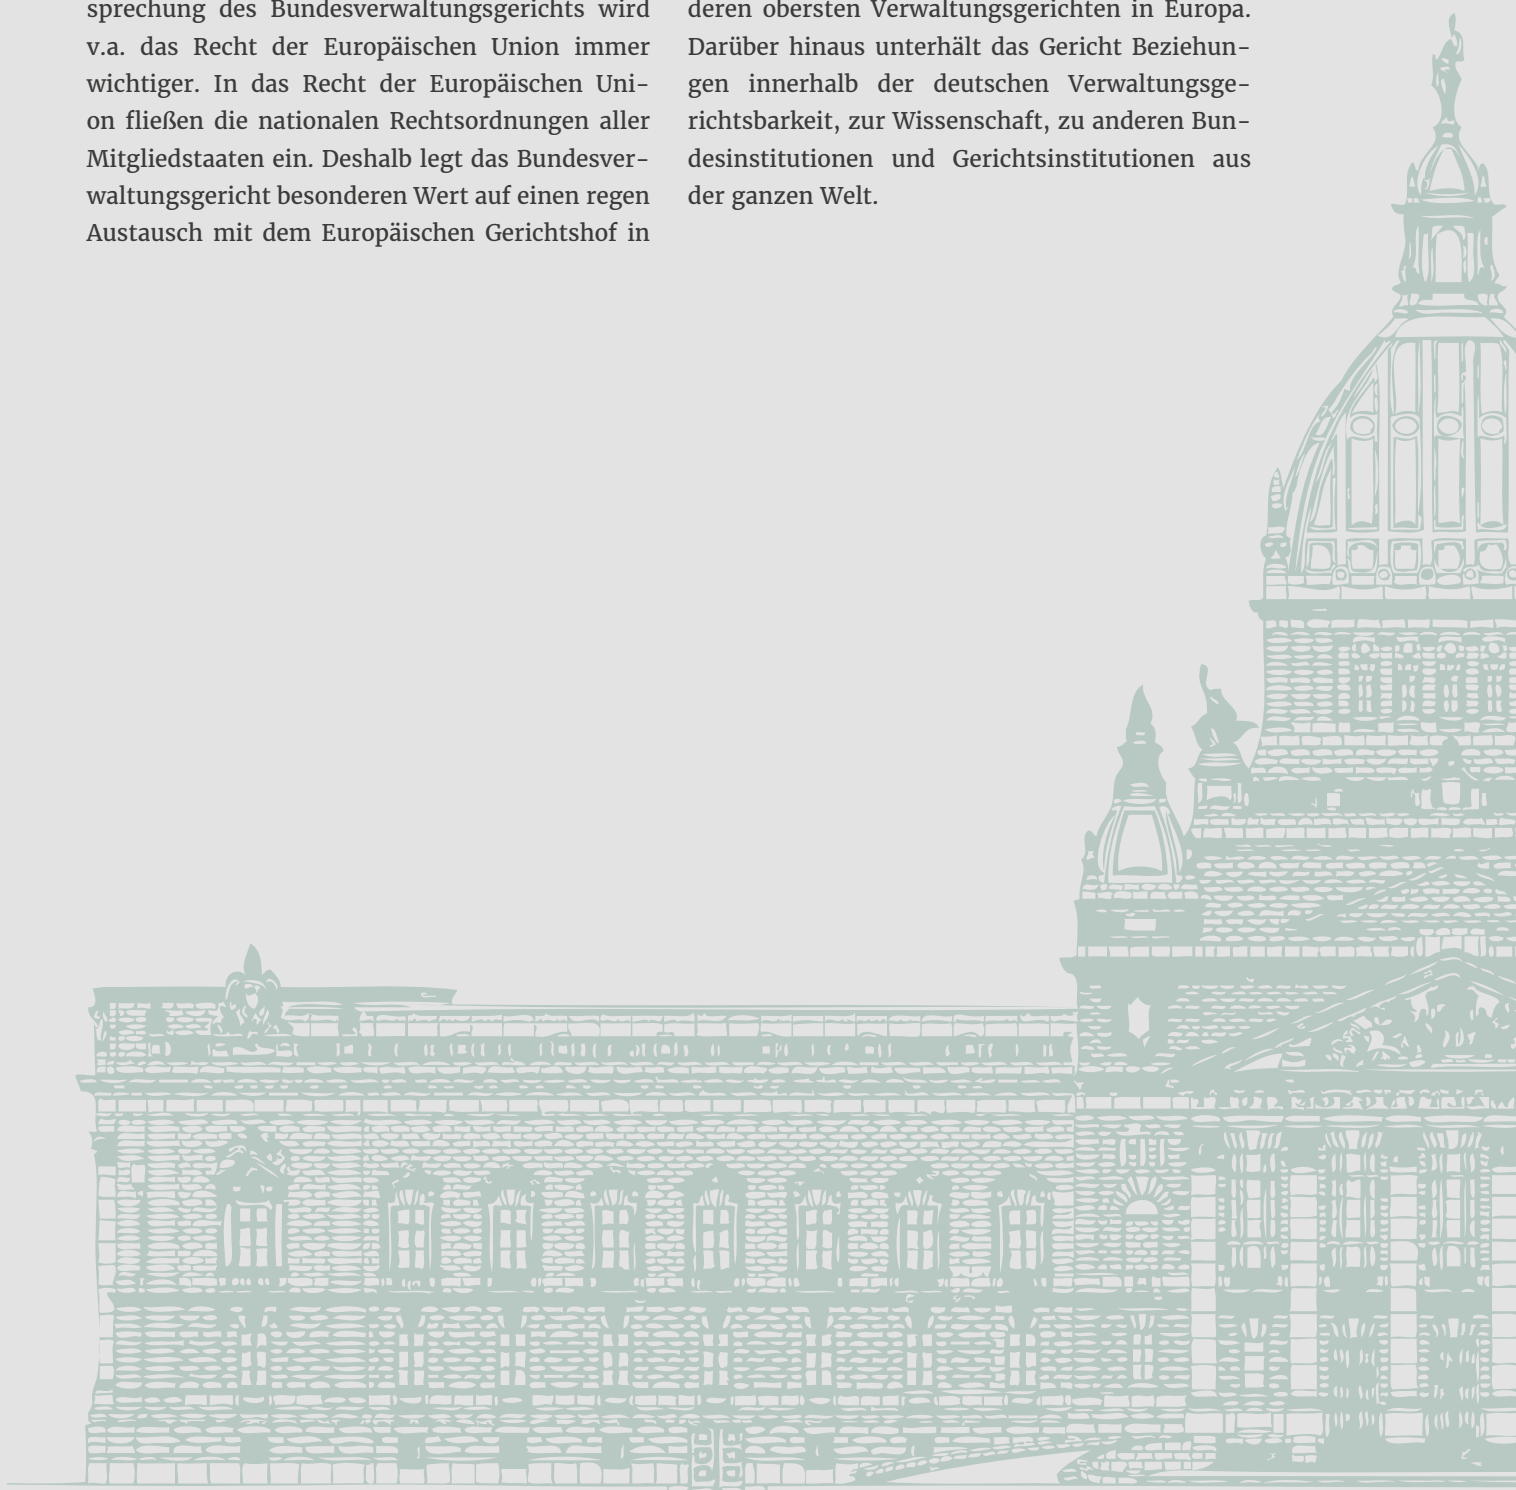 sprechung des Bundesverwaltungsgerichts wird
v.a. das Recht der Europäischen Union immer
wichtiger. In das Recht der Europäischen Uni-
on fließen die nationalen Rechtsordnungen aller
Mitgliedstaaten ein. Deshalb legt das Bundesver-
waltungsgericht besonderen Wert auf einen regen
Austausch mit dem Europäischen Gerichtshof in
deren obersten Verwaltungsgerichten in Europa.
Darüber hinaus unterhält das Gericht Beziehun-
gen innerhalb der deutschen Verwaltungsge-
richtsbarkeit, zur Wissenschaft, zu anderen Bun-
desinstitutionen und Gerichtsinstitutionen aus
der ganzen Welt.